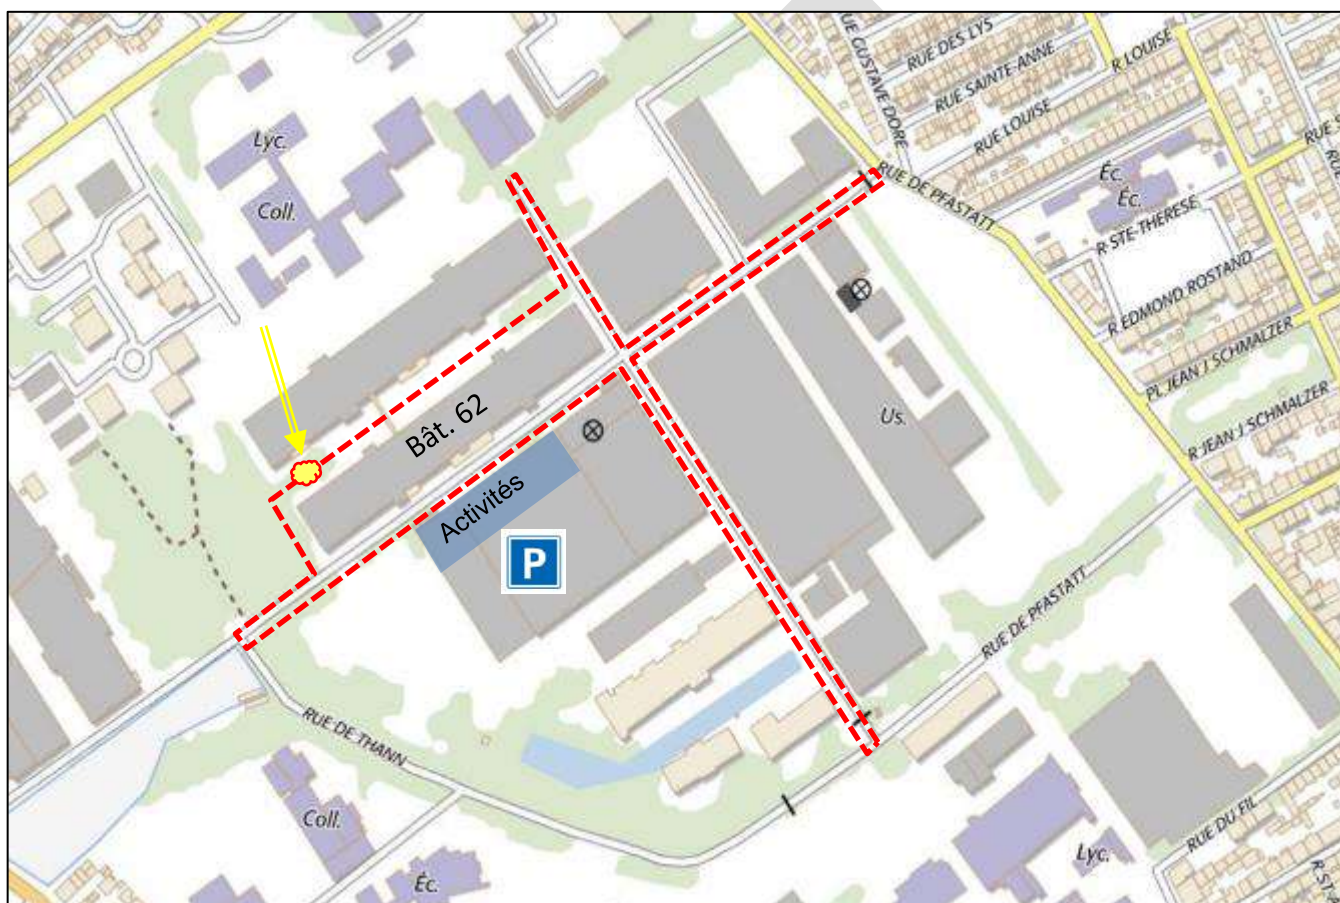 RUE GUSTAVE DORE
RUE DES LYS
RUE SAINTE-ANNE
R LOUISE
RUE LOUISE
Lyc.
Coll.
RUE DE PFASTATT
Éc.
Éc.
R STE-THERESE
R EDMOND ROSTAND
PL JEAN J SCHMALZER
R JEAN J SCHMALZER
Bât. 62
Us.
Activités
P
RUE DE PFASTATT
RUE DE THANN
Coll.
Éc.
Lyc.
RUE DU FIL